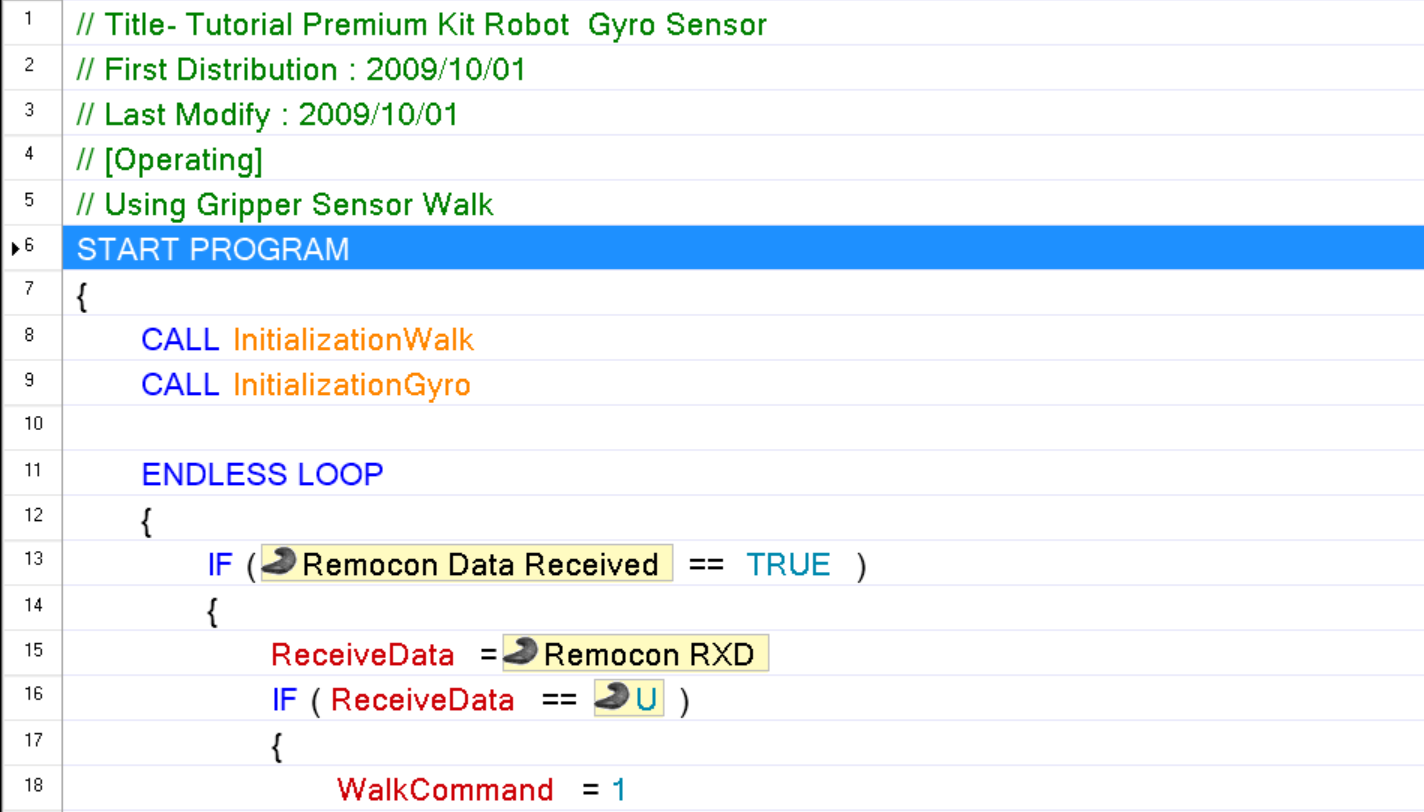 1 // Title- Tutorial Premium Kit Robot  Gyro Sensor
2 // First Distribution : 2009/10/01
3 // Last Modify : 2009/10/01
4 // [Operating]
5 // Using Gripper Sensor Walk
6 START PROGRAM
7 {
8 CALL InitializationWalk
9 CALL InitializationGyro
10
11 ENDLESS LOOP
12 {
13 IF ( Remocon Data Received == TRUE )
14 {
15 ReceiveData = Remocon RXD
16 IF ( ReceiveData == U )
17 {
18 WalkCommand = 1